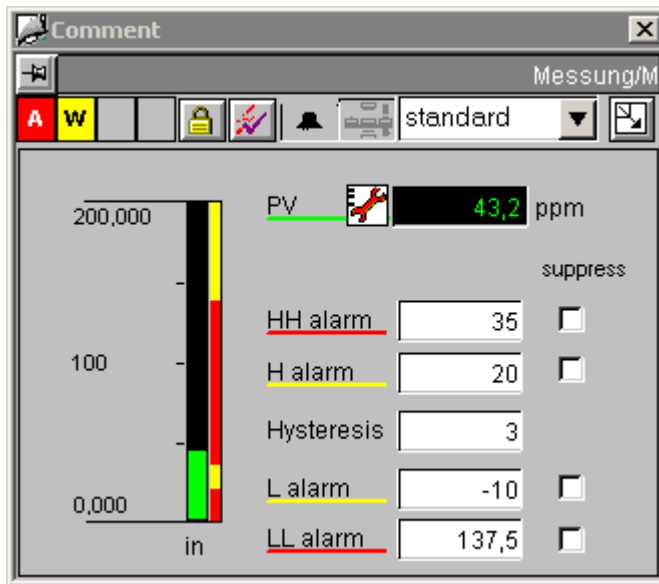 Comment
Messung/M
A W standard
200,000
100
0,000
in
PV 43,2 ppm
suppress
HH alarm 35
H alarm 20
Hysteresis 3
L alarm -10
LL alarm 137,5